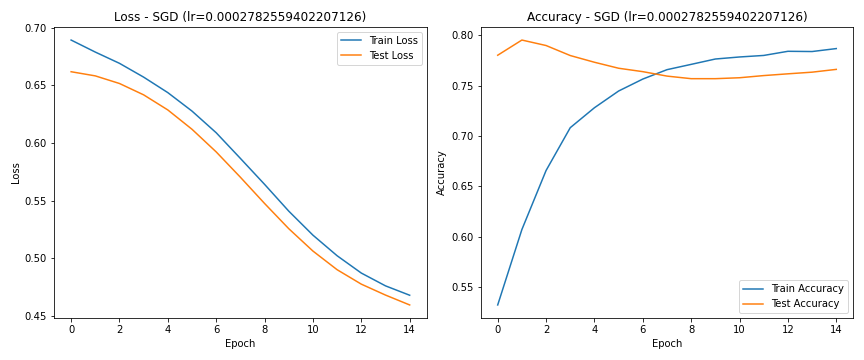 Loss - SGD (lr=0.0002782559402207126)
0.70
0.65
0.60
0.55
0.50
0.45
Loss
0 2 4 6 8 10 12 14
Epoch
Train Loss
Test Loss
Accuracy - SGD (lr=0.0002782559402207126)
0.80
0.75
0.70
0.65
0.60
0.55
Accuracy
0 2 4 6 8 10 12 14
Epoch
Train Accuracy
Test Accuracy